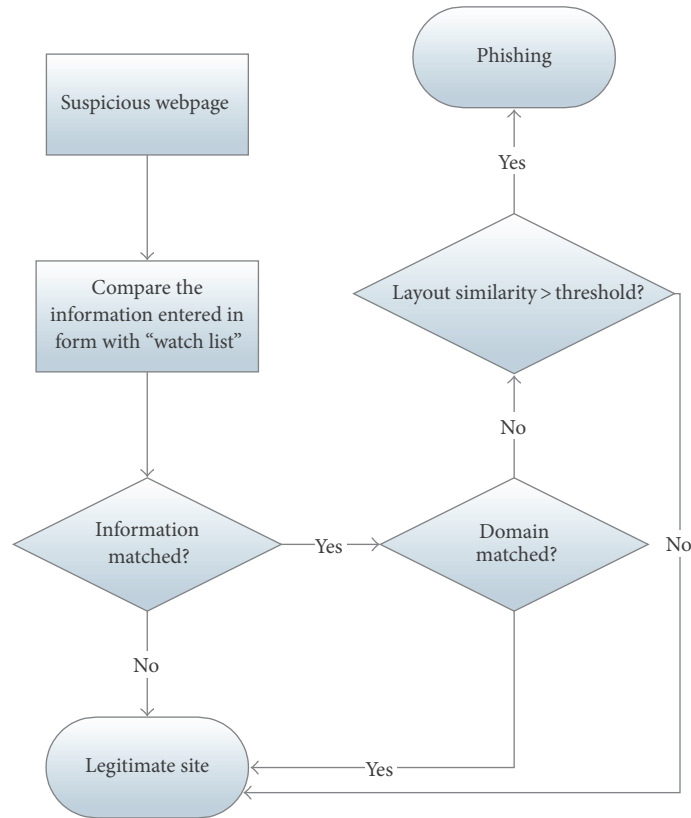 Suspicious webpage
Compare the
information entered in
form with “watch list”
Information
matched?
No
Legitimate site
Yes
Domain
matched?
Yes
No
Layout similarity > threshold?
No
Yes
Phishing